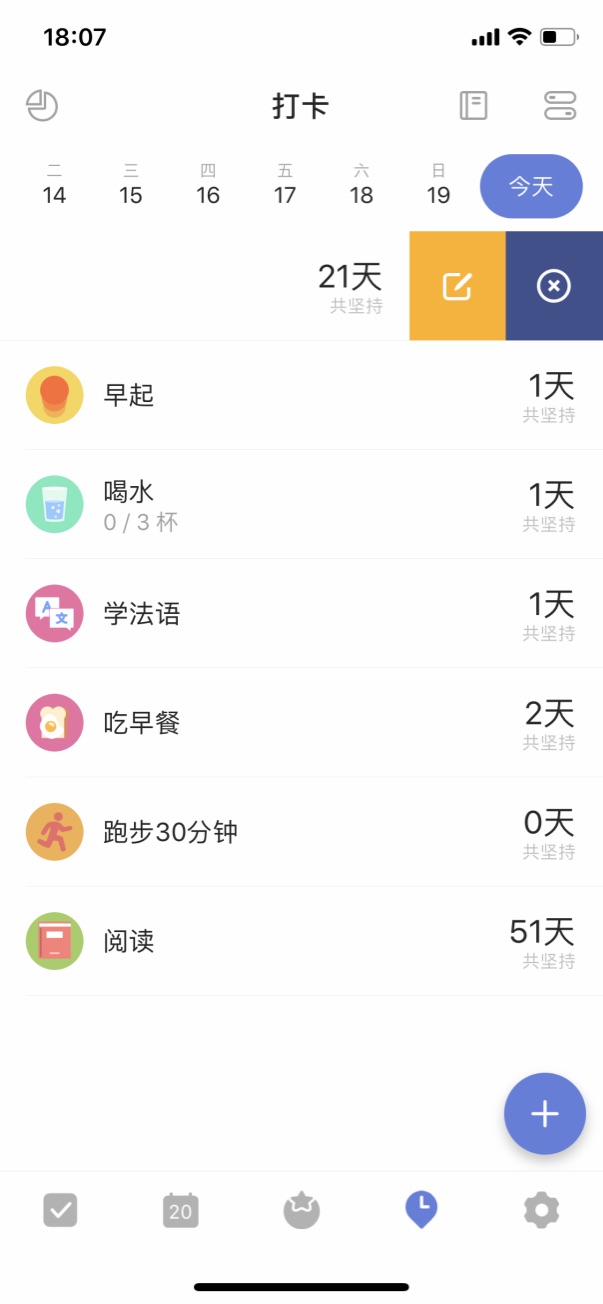 18:07
打卡
二 三 四 五 六 日
14 15 16 17 18 19 今天
21天
共坚持
早起
1天
共坚持
喝水
0 / 3 杯
1天
共坚持
A
文
学法语
1天
共坚持
吃早餐
2天
共坚持
跑步30分钟
0天
共坚持
阅读
51天
共坚持
20